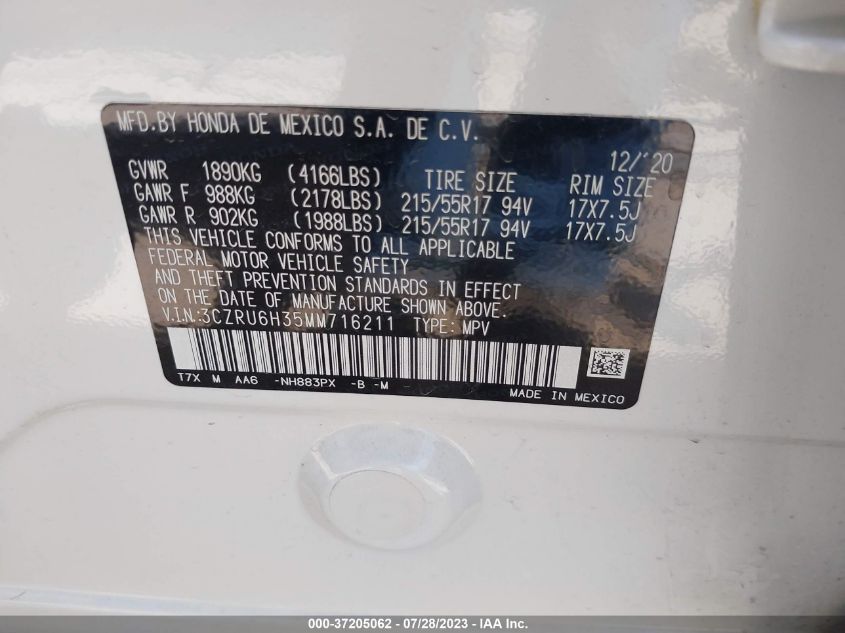 MFD.BY HONDA DE MEXICO S.A. DE C.V.
12/'20
GVWR 1890KG (4166LBS) TIRE SIZE RIM SIZE
GAWR F 988KG (2178LBS) 215/55R17 94V 17X7.5J
GAWR R 902KG (1988LBS) 215/55R17 94V 17X7.5J
THIS VEHICLE CONFORMS TO ALL APPLICABLE
FEDERAL MOTOR VEHICLE SAFETY
AND THEFT PREVENTION STANDARDS IN EFFECT
ON THE DATE OF MANUFACTURE SHOWN ABOVE.
V.I.N:3CZRU6H35MM716211 TYPE: MPV
T7X M AA6 -NH883PX -B -M
MADE IN MEXICO
000-37205062 - 07/28/2023 - IAA Inc.